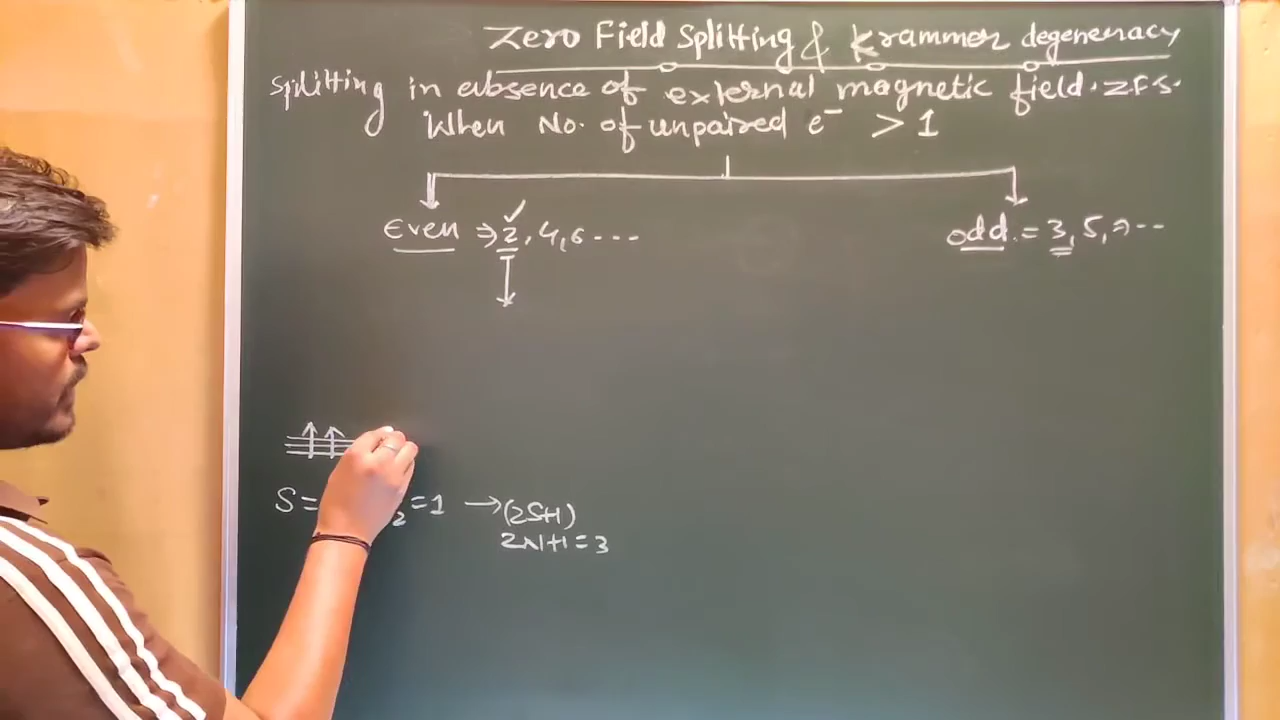 Zero Field Splitting & Krammer degeneracy
Splitting in absence of external magnetic field. Z.F.S.
When No. of unpaired e⁻ > 1
Even ⇒ 2, 4, 6 ---
odd. = 3, 5, 7 ---
S =
2 = 1 → (2S+1)
2×1+1 = 3